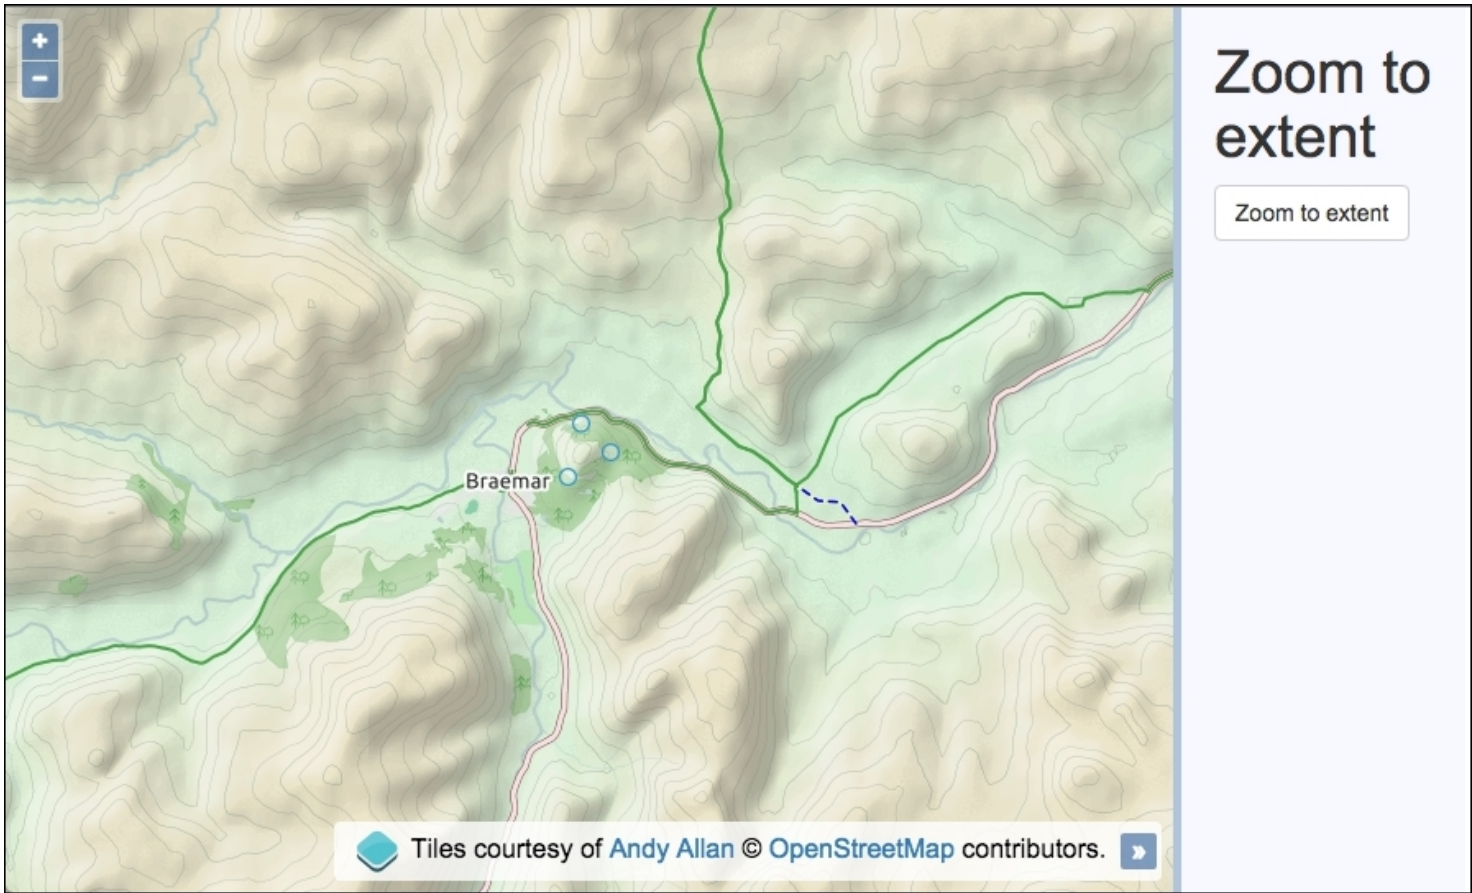 +
−
Zoom to
extent
Zoom to extent
Braemar
Tiles courtesy of Andy Allan © OpenStreetMap contributors. »